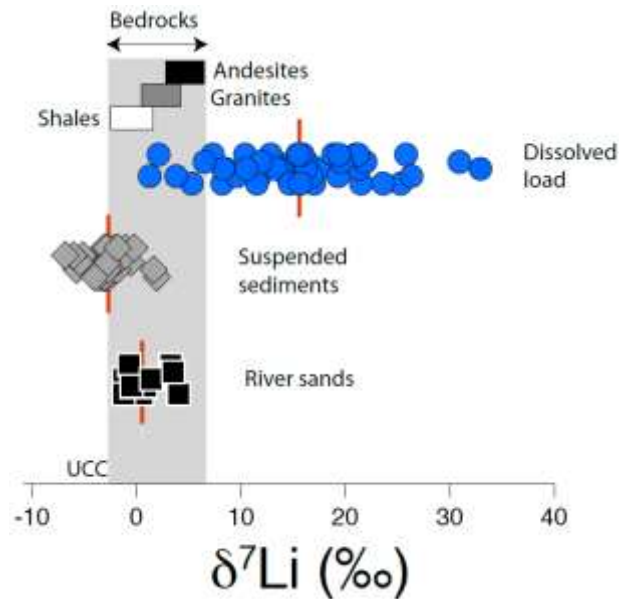 Bedrocks
Andesites
Granites
Shales
Dissolved
load
Suspended
sediments
River sands
UCC
-10 0 10 20 30 40
δ⁷Li (‰)